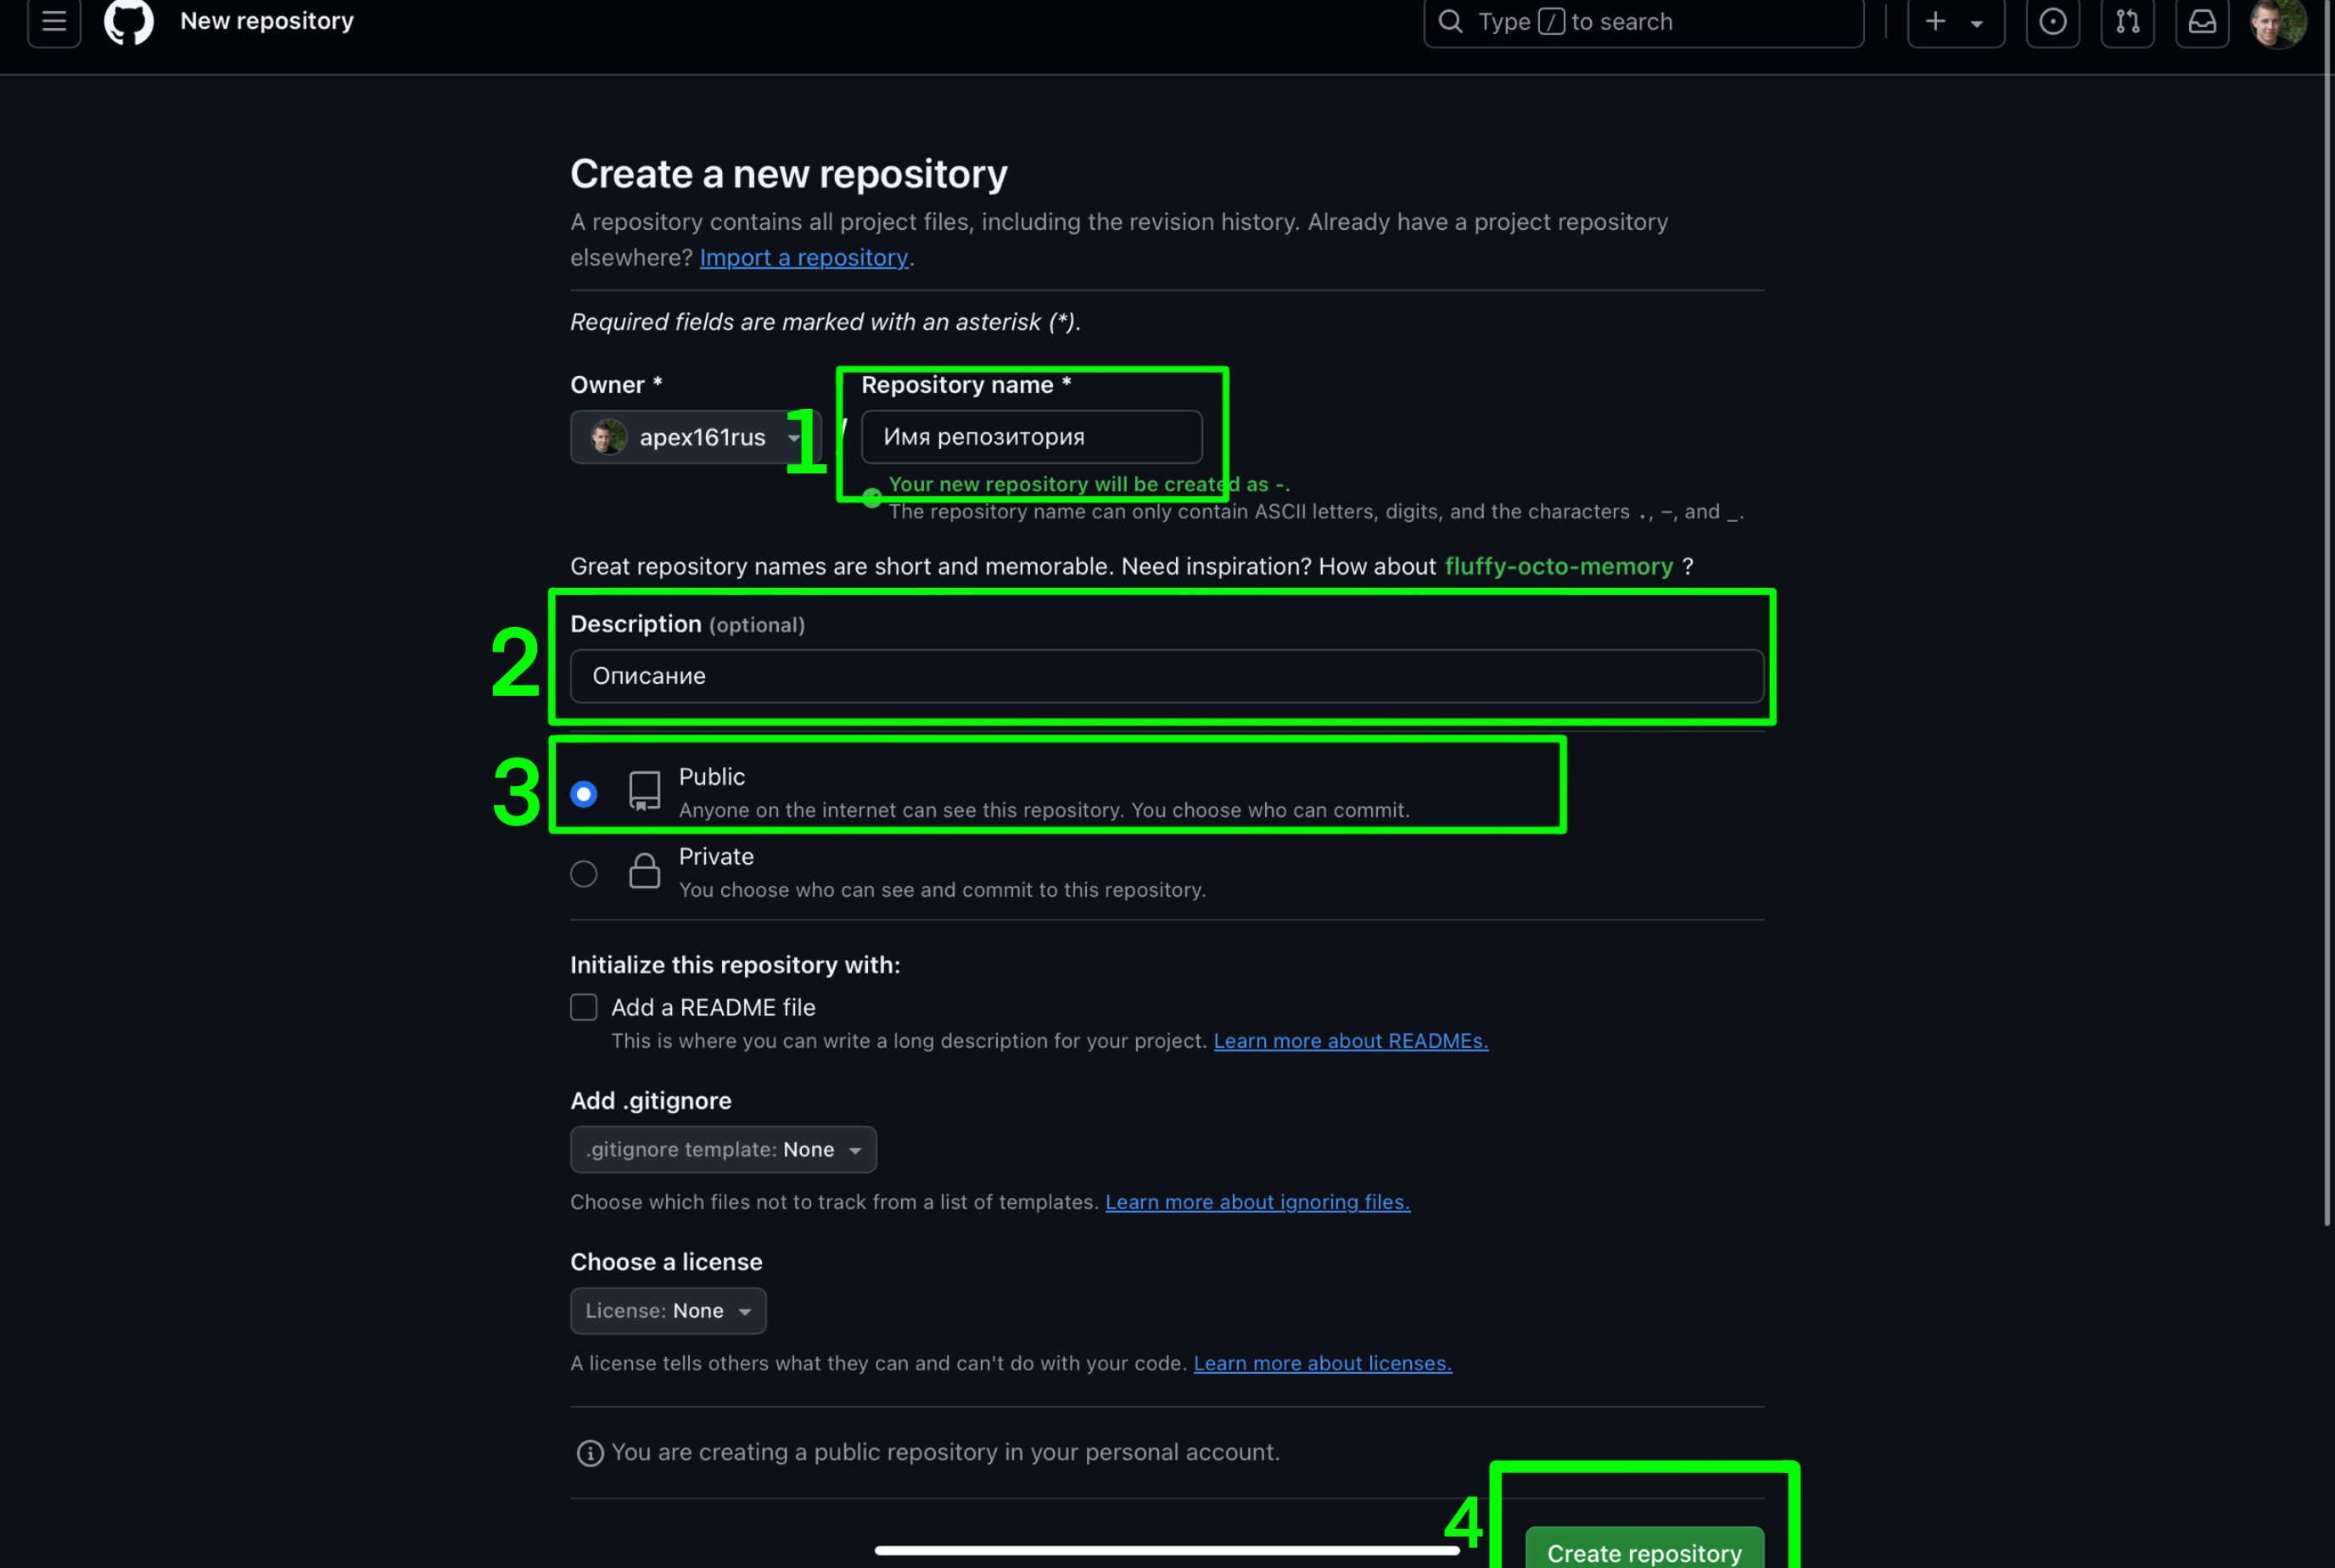 New repository
Type / to search
Create a new repository
A repository contains all project files, including the revision history. Already have a project repository
elsewhere? Import a repository.
Required fields are marked with an asterisk (*).
Owner *
Repository name *
apex161rus
1
/
Имя репозитория
Your new repository will be created as -.
The repository name can only contain ASCII letters, digits, and the characters ., -, and _.
Great repository names are short and memorable. Need inspiration? How about fluffy-octo-memory ?
2
Description (optional)
Описание
3
Public
Anyone on the internet can see this repository. You choose who can commit.
Private
You choose who can see and commit to this repository.
Initialize this repository with:
Add a README file
This is where you can write a long description for your project. Learn more about READMEs.
Add .gitignore
.gitignore template: None
Choose which files not to track from a list of templates. Learn more about ignoring files.
Choose a license
License: None
A license tells others what they can and can't do with your code. Learn more about licenses.
You are creating a public repository in your personal account.
4
Create repository